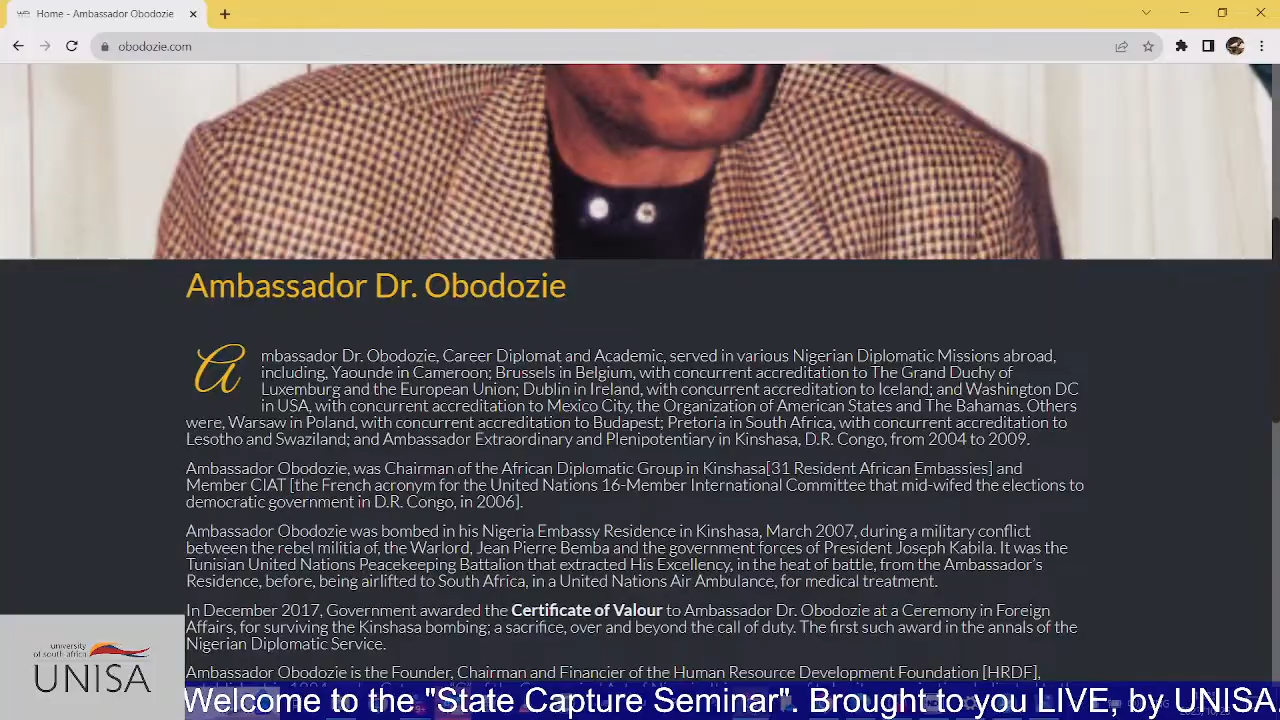 Home - Ambassador Obodozie
obodozie.com
Ambassador Dr. Obodozie
Ambassador Dr. Obodozie, Career Diplomat and Academic, served in various Nigerian Diplomatic Missions abroad,
including, Yaounde in Cameroon; Brussels in Belgium, with concurrent accreditation to The Grand Duchy of
Luxemburg and the European Union; Dublin in Ireland, with concurrent accreditation to Iceland; and Washington DC
in USA, with concurrent accreditation to Mexico City, the Organization of American States and The Bahamas. Others
were, Warsaw in Poland, with concurrent accreditation to Budapest; Pretoria in South Africa, with concurrent accreditation to
Lesotho and Swaziland; and Ambassador Extraordinary and Plenipotentiary in Kinshasa, D.R. Congo, from 2004 to 2009.
Ambassador Obodozie, was Chairman of the African Diplomatic Group in Kinshasa[31 Resident African Embassies] and
Member CIAT [the French acronym for the United Nations 16-Member International Committee that mid-wifed the elections to
democratic government in D.R. Congo, in 2006].
Ambassador Obodozie was bombed in his Nigeria Embassy Residence in Kinshasa, March 2007, during a military conflict
between the rebel militia of, the Warlord, Jean Pierre Bemba and the government forces of President Joseph Kabila. It was the
Tunisian United Nations Peacekeeping Battalion that extracted His Excellency, in the heat of battle, from the Ambassador's
Residence, before, being airlifted to South Africa, in a United Nations Air Ambulance, for medical treatment.
In December 2017, Government awarded the Certificate of Valour to Ambassador Dr. Obodozie at a Ceremony in Foreign
Affairs, for surviving the Kinshasa bombing; a sacrifice, over and beyond the call of duty. The first such award in the annals of the
Nigerian Diplomatic Service.
Ambassador Obodozie is the Founder, Chairman and Financier of the Human Resource Development Foundation [HRDF],
university
of south africa
UNISA
Welcome to the "State Capture Seminar". Brought to you LIVE, by UNISA